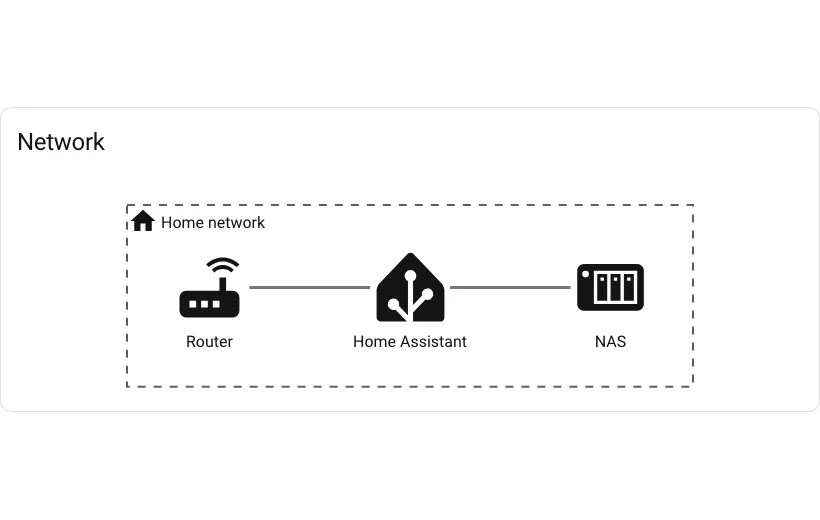 Network
Home network
Router
Home Assistant
NAS